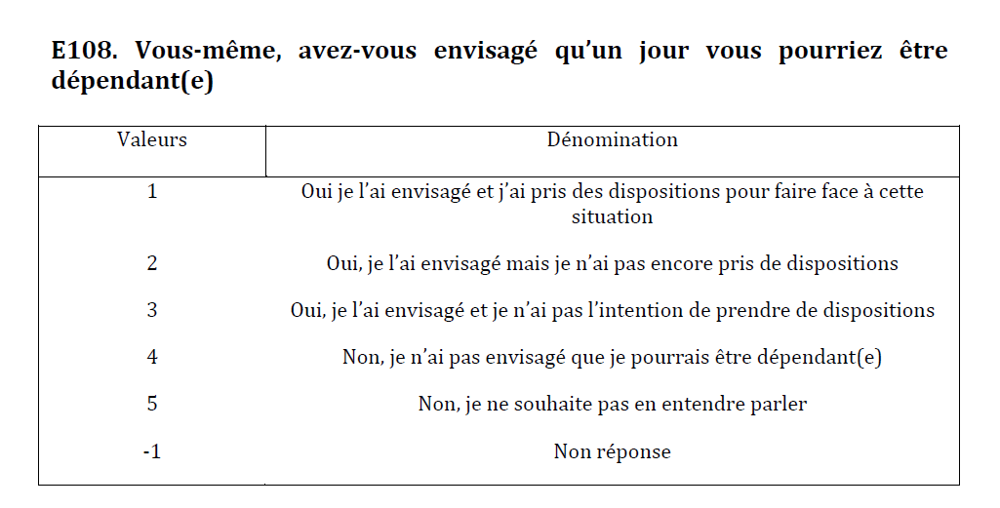 E108. Vous-même, avez-vous envisagé qu’un jour vous pourriez être
dépendant(e)
Valeurs Dénomination
1 Oui je l’ai envisagé et j’ai pris des dispositions pour faire face à cette
situation
2 Oui, je l’ai envisagé mais je n’ai pas encore pris de dispositions
3 Oui, je l’ai envisagé et je n’ai pas l’intention de prendre de dispositions
4 Non, je n’ai pas envisagé que je pourrais être dépendant(e)
5 Non, je ne souhaite pas en entendre parler
-1 Non réponse